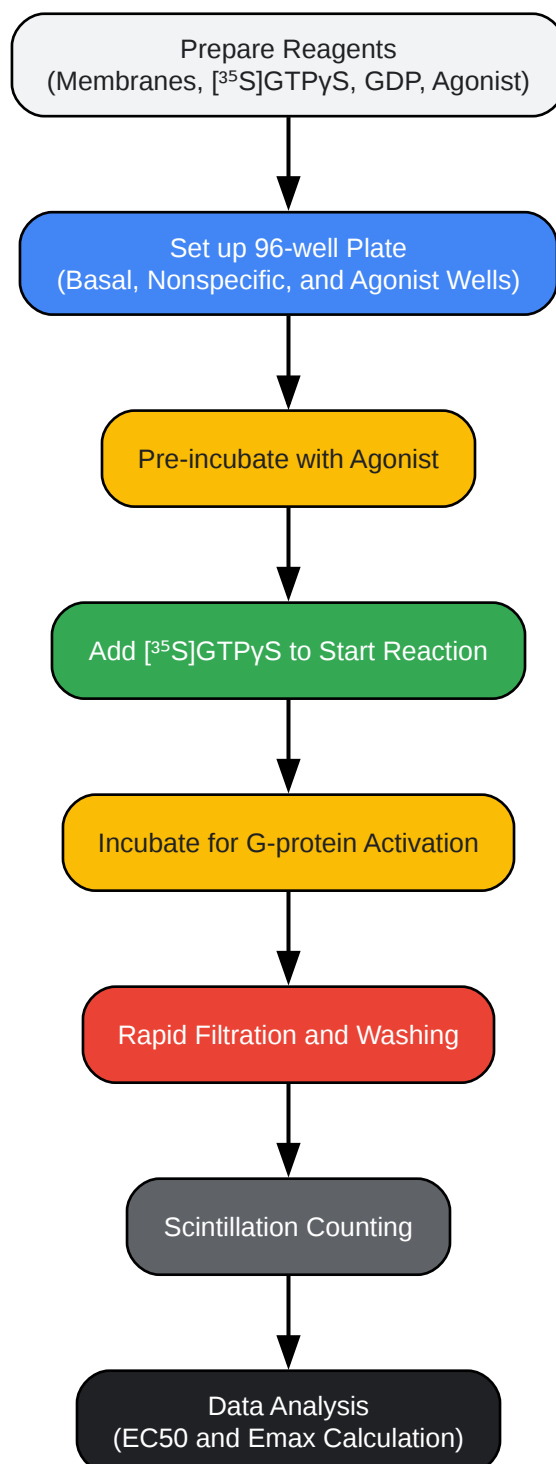 Prepare Reagents
(Membranes, [³⁵S]GTPγS, GDP, Agonist)
Set up 96-well Plate
(Basal, Nonspecific, and Agonist Wells)
Pre-incubate with Agonist
Add [³⁵S]GTPγS to Start Reaction
Incubate for G-protein Activation
Rapid Filtration and Washing
Scintillation Counting
Data Analysis
(EC50 and Emax Calculation)